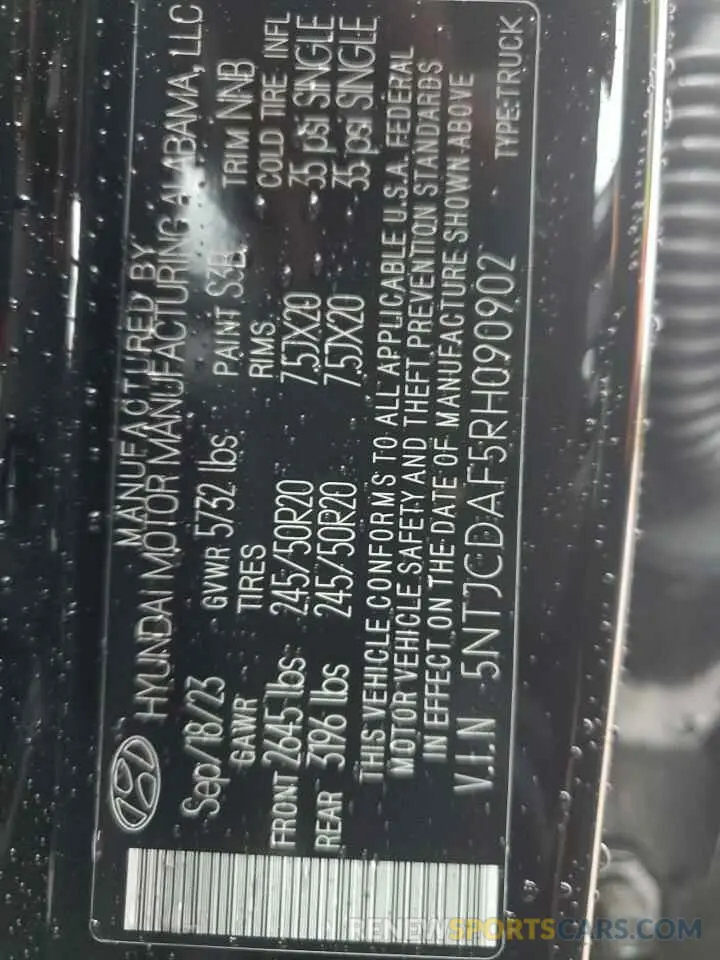 MANUFACTURED BY
HYUNDAI MOTOR MANUFACTURING ALABAMA, LLC
Sep/18/23 GVWR 5732 lbs PAINT S3B TRIM NNB
GAWR TIRES RIMS COLD TIRE INFL
FRONT 2645 lbs 245/50R20 7.5JX20 35 psi SINGLE
REAR 3196 lbs 245/50R20 7.5JX20 35 psi SINGLE
THIS VEHICLE CONFORMS TO ALL APPLICABLE U.S.A. FEDERAL
MOTOR VEHICLE SAFETY AND THEFT PREVENTION STANDARDS
IN EFFECT ON THE DATE OF MANUFACTURE SHOWN ABOVE
V.I.N 5NTJCDAF5RH090902 TYPE:TRUCK
RENEWSPORTSCARS.COM